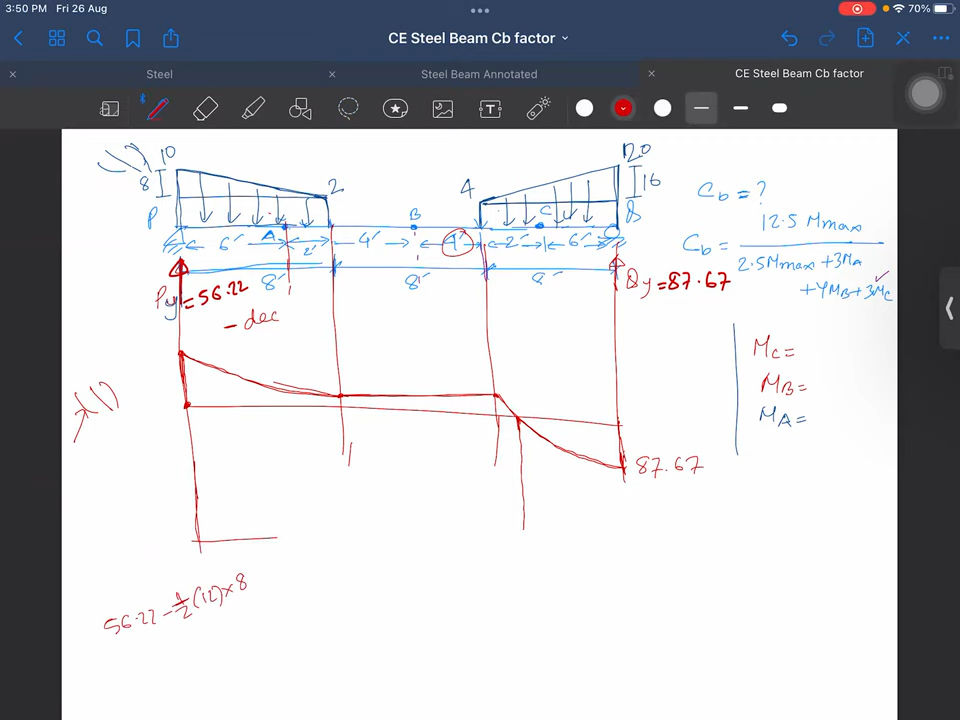 3:50 PM Fri 26 Aug
70%
CE Steel Beam Cb factor
Steel
Steel Beam Annotated
CE Steel Beam Cb factor
10
8
2
4
20
16
P
A
B
C
Q
6'
2'
4'
4'
2'
6'
8'
8'
8'
Py = 56.22
- dec
Qy = 87.67
Cb = ?
Cb = 12.5 Mmax
2.5 Mmax + 3MA
+ 4MB + 3MC
MC =
MB =
MA =
(1)
87.67
56.22 - 1/2 (12) × 8